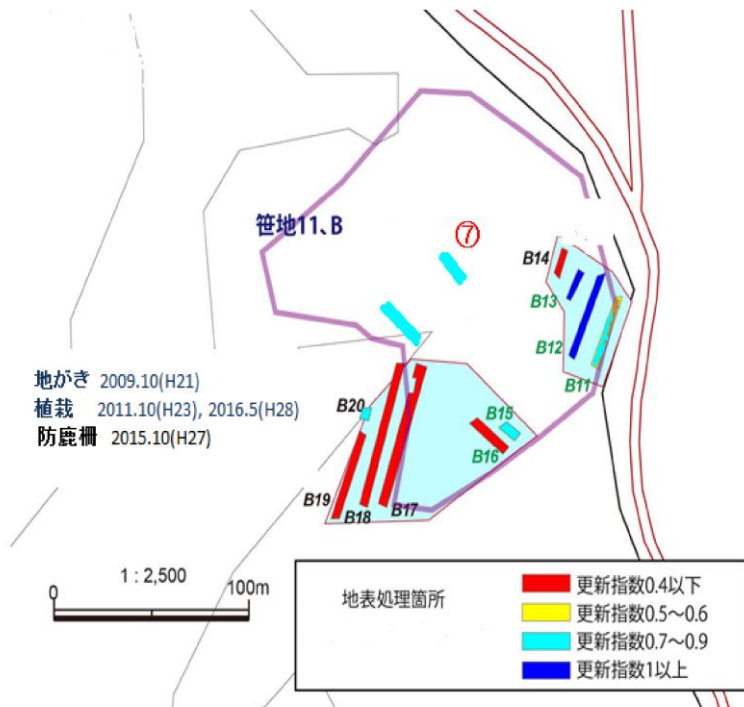 笹地11、B
⑦
B14
B13
B12
B11
地がき 2009.10(H21)
植栽 2011.10(H23), 2016.5(H28)
防鹿柵 2015.10(H27)
B20
B15
B16
B19
B18
B17
1 : 2,500
0
100m
地表処理箇所
更新指数0.4以下
更新指数0.5~0.6
更新指数0.7~0.9
更新指数1以上